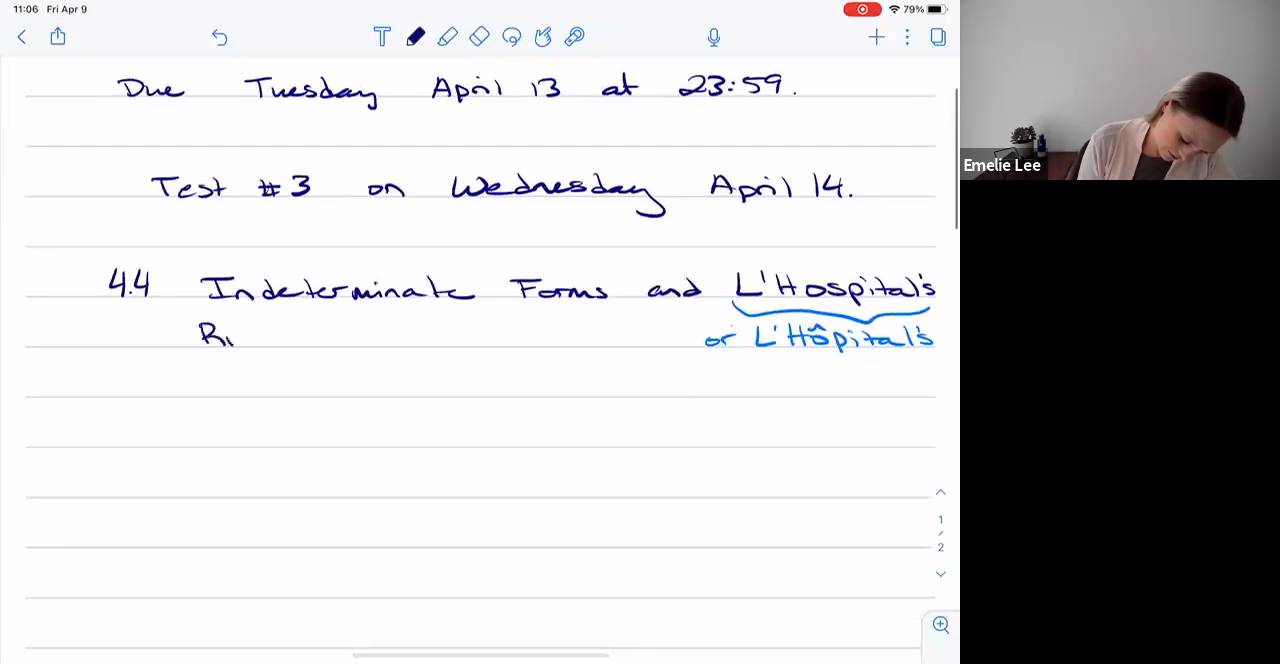 11:06 Fri Apr 9
79%
Due Tuesday April 13 at 23:59.
Test #3 on Wednesday April 14.
4.4 Indeterminate Forms and L'Hospital's
Ru
or L'Hôpital's
1
2
Emelie Lee